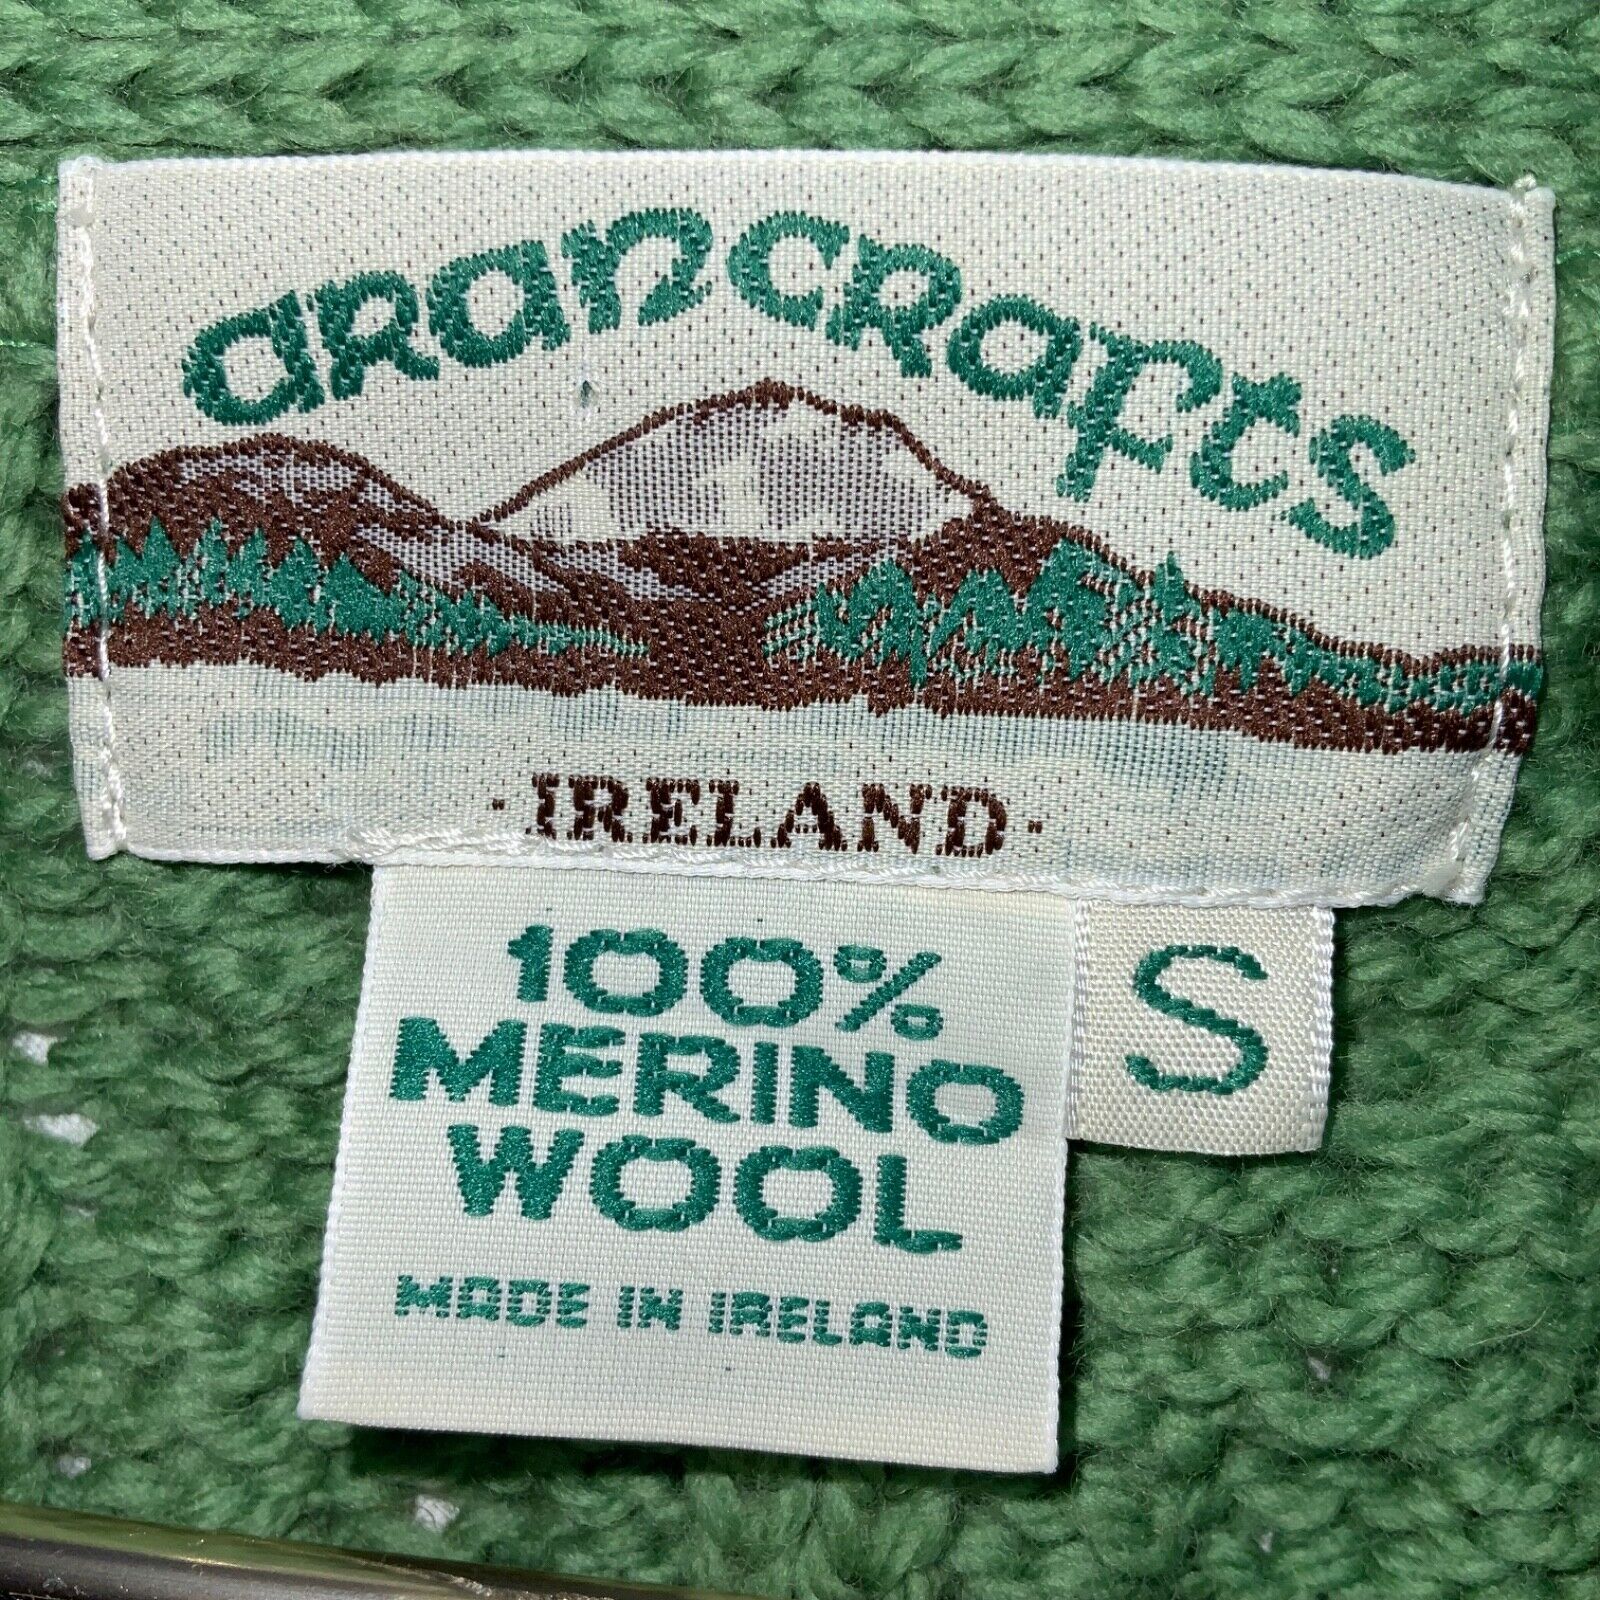 arancrafts
·IRELAND·
100%
MERINO
WOOL
MADE IN IRELAND
S